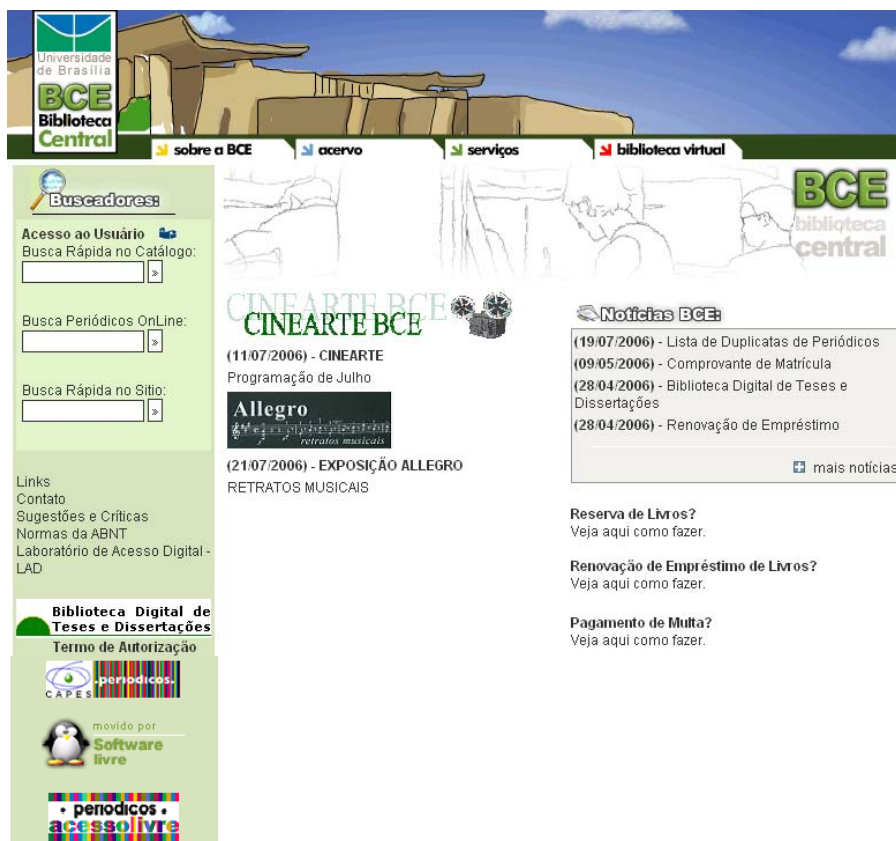 Universidade
de Brasília
BCE
Biblioteca
Central
sobre a BCE
acervo
serviços
biblioteca virtual
Buscadores:
Acesso ao Usuário
Busca Rápida no Catálogo:
»
Busca Periódicos OnLine:
»
Busca Rápida no Sitio:
»
Links
Contato
Sugestões e Críticas
Normas da ABNT
Laboratório de Acesso Digital -
LAD
Biblioteca Digital de
Teses e Dissertações
Termo de Autorização
CAPES
.periodicos.
movido por
Software
livre
• periodicos •
acessolivre
CINEARTE BCE
CINEARTE BCE
(11/07/2006) - CINEARTE
Programação de Julho
Allegro
retratos musicais
(21/07/2006) - EXPOSIÇÃO ALLEGRO
RETRATOS MUSICAIS
BCE
biblioteca
central
Notícias BCE:
(19/07/2006) - Lista de Duplicatas de Periódicos
(09/05/2006) - Comprovante de Matrícula
(28/04/2006) - Biblioteca Digital de Teses e
Dissertações
(28/04/2006) - Renovação de Empréstimo
mais notícias
Reserva de Livros?
Veja aqui como fazer.
Renovação de Empréstimo de Livros?
Veja aqui como fazer.
Pagamento de Multa?
Veja aqui como fazer.